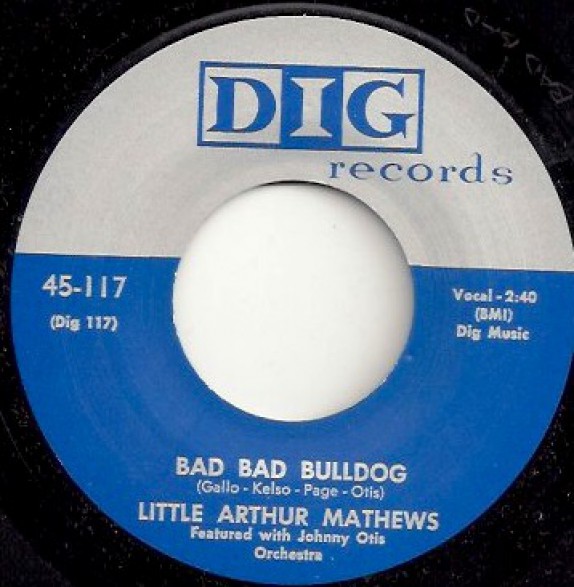 DIG
records
45-117
(Dig 117)
Vocal - 2:40
(BMI)
Dig Music
BAD BAD BULLDOG
(Gallo - Kelso - Page - Otis)
LITTLE ARTHUR MATHEWS
Featured with Johnny Otis
Orchestra